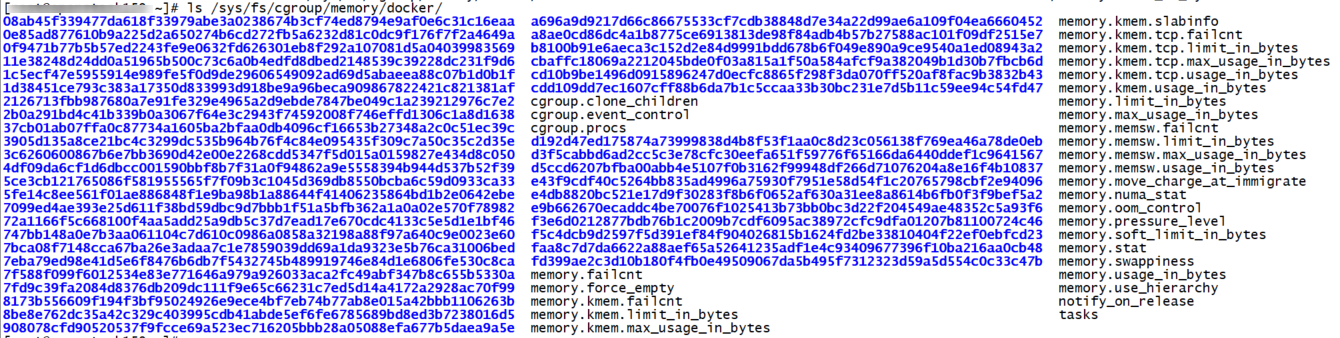 ~]# ls /sys/fs/cgroup/memory/docker/
08ab45f339477da618f33979abe3a0238674b3cf74ed8794e9af0e6c31c16eaa a696a9d9217d66c86675533cf7cdb38848d7e34a22d99ae6a109f04ea6660452 memory.kmem.slabinfo
0e85ad877610b9a225d2a650274b6cd272fb5a6232d81c0dc9f176f7f2a4649a a8ae0cd86dc4a1b8775ce6913813de98f84adb4b57b27588ac101f09df2515e7 memory.kmem.tcp.failcnt
0f9471b77b5b57ed2243fe9e0632fd626301eb8f292a107081d5a04039983569 b8100b91e6aeca3c152d2e84d9991bdd678b6f049e890a9ce9540a1ed08943a2 memory.kmem.tcp.limit_in_bytes
11e38248d24dd0a51965b500c73c6a0b4edfd8dbed2148539c39228dc231f9d6 cbaffc18069a2212045bde0f03a815a1f50a584afcf9a382049b1d30b7fbcb6d memory.kmem.tcp.max_usage_in_bytes
1c5ecf47e5955914e989fe5f0d9de29606549092ad69d5abaeea88c07b1d0b1f cd10b9be1496d0915896247d0ecfc8865f298f3da070ff520af8fac9b3832b43 memory.kmem.tcp.usage_in_bytes
1d38451ce793c383a17350d833993d918be9a96beca909867822421c821381af cdd109dd7ec1607cff88b6da7b1c5ccaa33b30bc231e7d5b11c59ee94c54fd47 memory.kmem.usage_in_bytes
2126713fbb987680a7e91fe329e4965a2d9ebde7847be049c1a239212976c7e2 cgroup.clone_children memory.limit_in_bytes
2b0a291bd4c41b339b0a3067f64e3c2943f74592008f746effd1306c1a8d1638 cgroup.event_control memory.max_usage_in_bytes
37cb01ab07ffa0c87734a1605ba2bfaa0db4096cf16653b27348a2c0c51ec39c cgroup.procs memory.memsw.failcnt
3905d135a8ce21bc4c3299dc535b964b76f4c84e095435f309c7a50c35c2d35e d192d47ed175874a73999838d4b8f53f1aa0c8d23c056138f769ea46a78de0eb memory.memsw.limit_in_bytes
3c6260600867b6e7bb3690d42e00e2268cdd5347f5d015a0159827e434d8c050 d3f5cabbd6ad2cc5c3e78cfc30eefa651f59776f65166da6440ddef1c9641567 memory.memsw.max_usage_in_bytes
4df09da6cf1d6dbcc001590bbf8b7f31a0f94862a9e5558394b944d537b52f39 d5ccd6207bfba00abb4e5107f0b3162f99948df266d71076204a8e16f4b10837 memory.memsw.usage_in_bytes
5ce3cb121765086f581955565f7f09b3c1045d369db8550bcba6c59d0933ca33 e43f9cdf40c5264bb835ad4996a75930f7951e58d54f1c20765798cbf2e94096 memory.move_charge_at_immigrate
5fe14c8ee561f01ae886848f1e9ba98b1a88644f41406235864bd1b2e0642ebe e4db8820bc521e17d9f30283f8b6f0652af630a31ee8a8614b6fb0f3f9bef5a2 memory.numa_stat
7099ed4ae393e25d611f38bd59dbc9d7bbb1f51a5bfb362a1a0a02e570f78982 e9b662670ecaddc4be70076f1025413b73bb0bc3d22f204549ae48352c5a93f6 memory.oom_control
72a1166f5c668100f4aa5add25a9db5c37d7ead17e670cdc4133c5e5d1e1bf46 f3e6d0212877bdb76b1c2009b7cdf6095ac38972cfc9dfa01207b81100724c46 memory.pressure_level
747bb148a0e7b3aa061104c7d610c0986a0858a32198a88f97a640c9e0023e60 f5c4dcb9d2597f5d391ef84f904026815b1624fd2be33810404f22ef0ebfcd23 memory.soft_limit_in_bytes
7bca08f7148cca67ba26e3adaa7c1e7859039dd69a1da9323e5b76ca31006bed faa8c7d7da6622a88aef65a52641235adf1e4c93409677396f10ba216aa0cb48 memory.stat
7eba79ed98e41d5e6f8476b6db7f5432745b489919746e84d1e6806fe530c8ca fd399ae2c3d10b180f4fb0e49509067da5b495f7312323d59a5d554c0c33c47b memory.swappiness
7f588f099f6012534e83e771646a979a926033aca2fc49abf347b8c655b5330a memory.failcnt memory.usage_in_bytes
7fd9c39fa2084d8376db209dc111f9e65c66231c7ed5d14a4172a2928ac70f99 memory.force_empty memory.use_hierarchy
8173b556609f194f3bf95024926e9ece4bf7eb74b77ab8e015a42bbb1106263b memory.kmem.failcnt notify_on_release
8be8e762dc35a42c329c403995cdb41abde5ef6fe6785689bd8ed3b7238016d5 memory.kmem.limit_in_bytes tasks
908078cfd90520537f9fcce69a523ec716205bbb28a05088efa677b5daea9a5e memory.kmem.max_usage_in_bytes